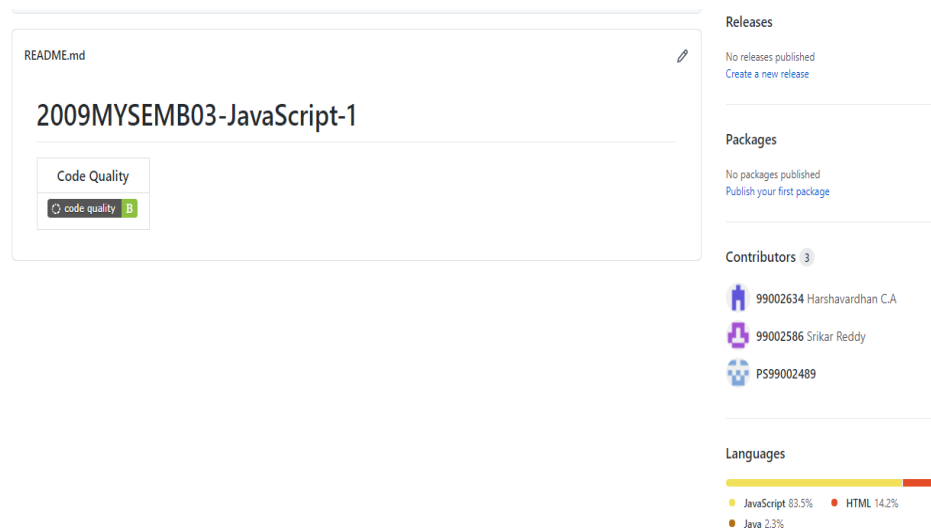 README.md
2009MYSEMB03-JavaScript-1
Code Quality
code quality B
Releases
No releases published
Create a new release
Packages
No packages published
Publish your first package
Contributors 3
99002634 Harshavardhan C.A
99002586 Srikar Reddy
PS99002489
Languages
JavaScript 83.5% HTML 14.2%
Java 2.3%